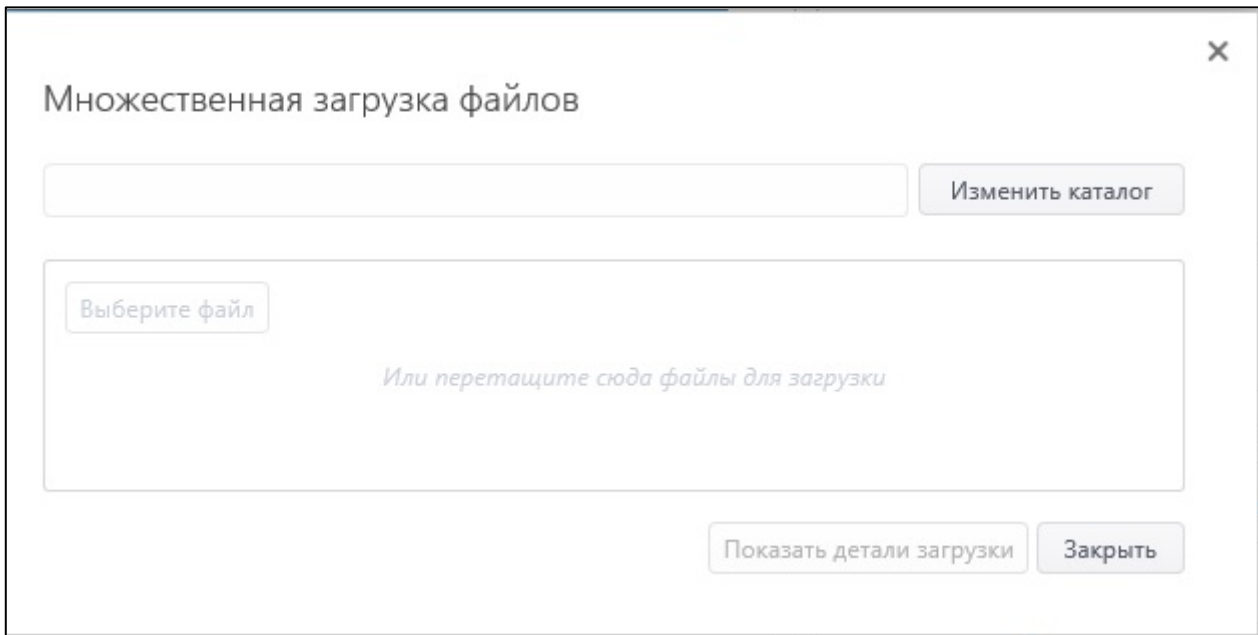 Множественная загрузка файлов
Изменить каталог
Выберите файл
Или перетащите сюда файлы для загрузки
Показать детали загрузки
Закрыть